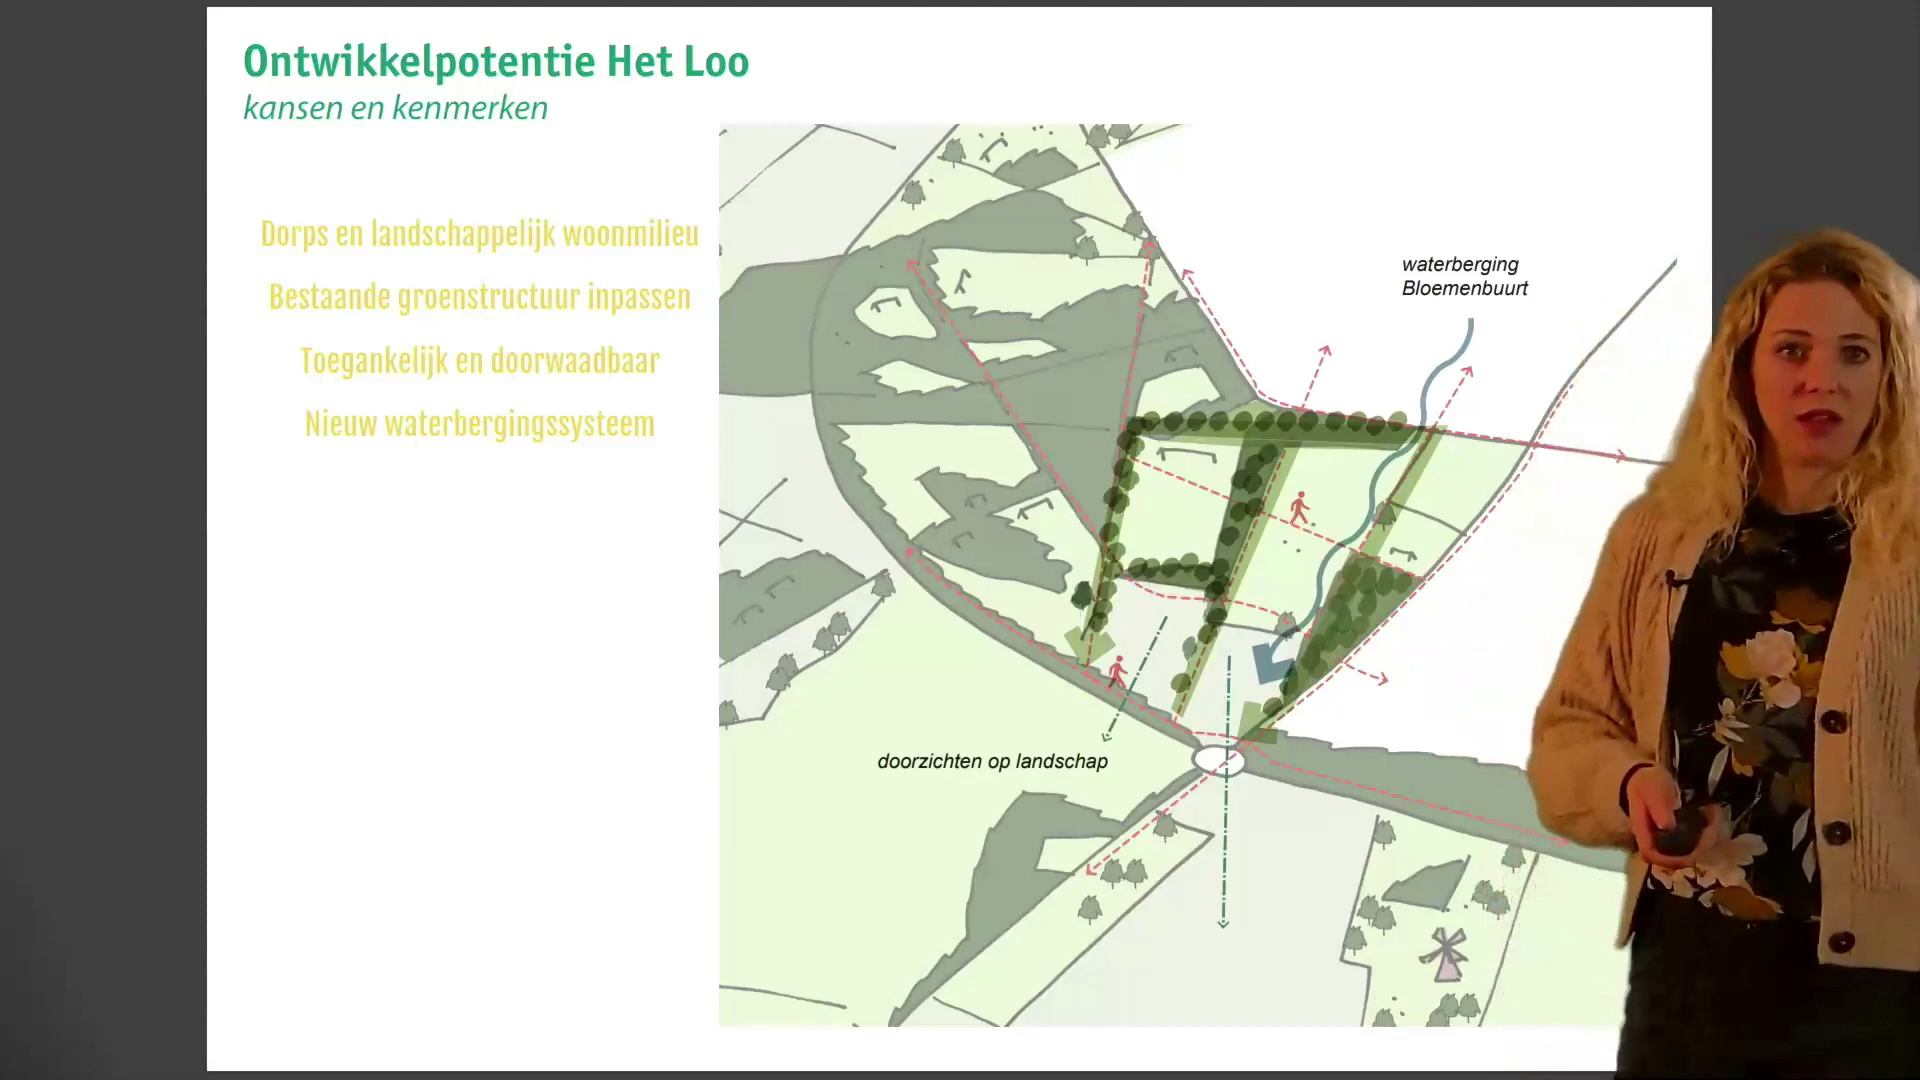 Ontwikkelpotentie Het Loo
kansen en kenmerken
Dorps en landschappelijk woonmilieu
Bestaande groenstructuur inpassen
Toegankelijk en doorwaadbaar
Nieuw waterbergingssysteem
waterberging
Bloemenbuurt
doorzichten op landschap